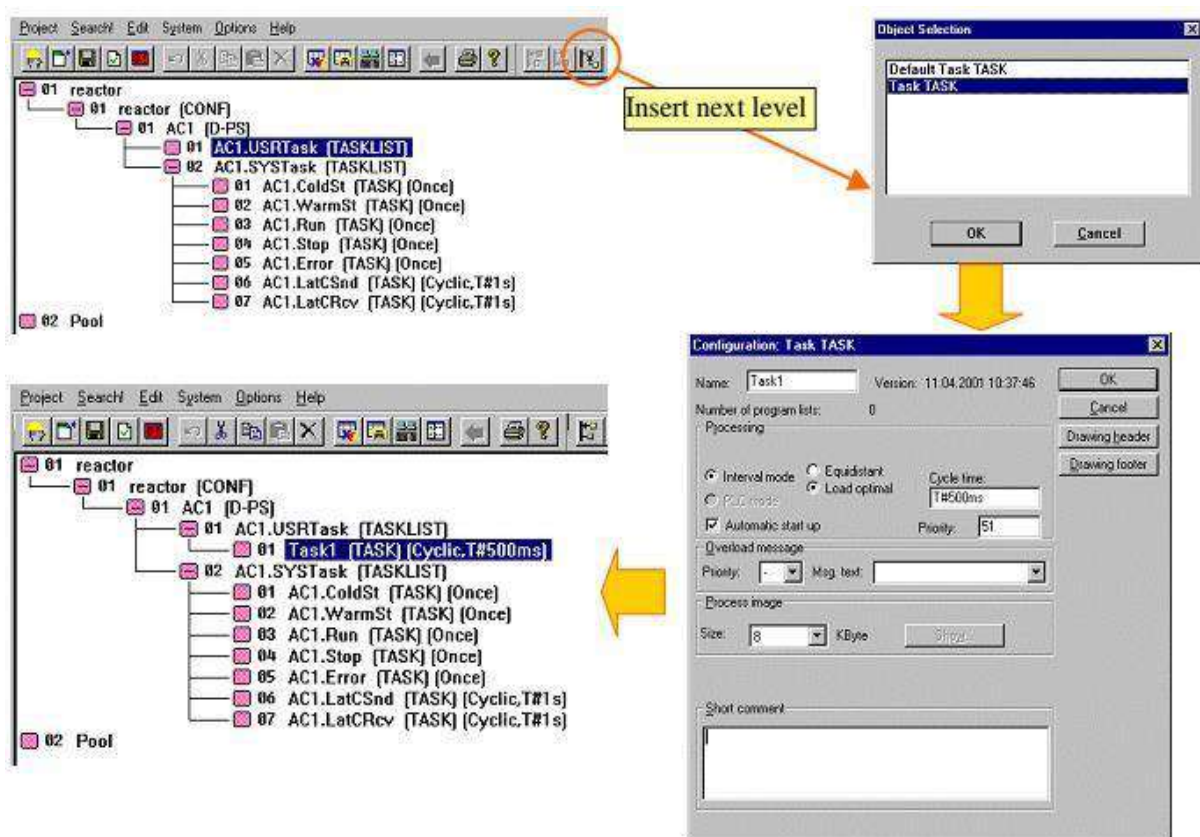 Project Search! Edit System Options Help
01 reactor
01 reactor (CONF)
01 AC1 (D-PS)
01 AC1.USRTask (TASKLIST)
02 AC1.SYSTask (TASKLIST)
01 AC1.ColdSt (TASK) (Once)
02 AC1.WarmSt (TASK) (Once)
03 AC1.Run (TASK) (Once)
04 AC1.Stop (TASK) (Once)
05 AC1.Error (TASK) (Once)
06 AC1.LatCSnd (TASK) (Cyclic,T#1s)
07 AC1.LatCRcv (TASK) (Cyclic,T#1s)
02 Pool
Insert next level
Object Selection
Default Task TASK
Task TASK
OK Cancel
Configuration: Task TASK
Name: Task1 Version: 11.04.2001 10:37:46 OK
Number of program lists: 0 Cancel
Processing Drawing header
Drawing footer
Interval mode Equidistant Cycle time:
Load optimal T#500ms
PLC mode
Automatic start up Priority: 51
Overload message
Priority: - Msg. text:
Process image
Size: 8 KByte Show...
Short comment
Project Search! Edit System Options Help
01 reactor
01 reactor (CONF)
01 AC1 (D-PS)
01 AC1.USRTask (TASKLIST)
01 Task1 (TASK) (Cyclic,T#500ms)
02 AC1.SYSTask (TASKLIST)
01 AC1.ColdSt (TASK) (Once)
02 AC1.WarmSt (TASK) (Once)
03 AC1.Run (TASK) (Once)
04 AC1.Stop (TASK) (Once)
05 AC1.Error (TASK) (Once)
06 AC1.LatCSnd (TASK) (Cyclic,T#1s)
07 AC1.LatCRcv (TASK) (Cyclic,T#1s)
02 Pool